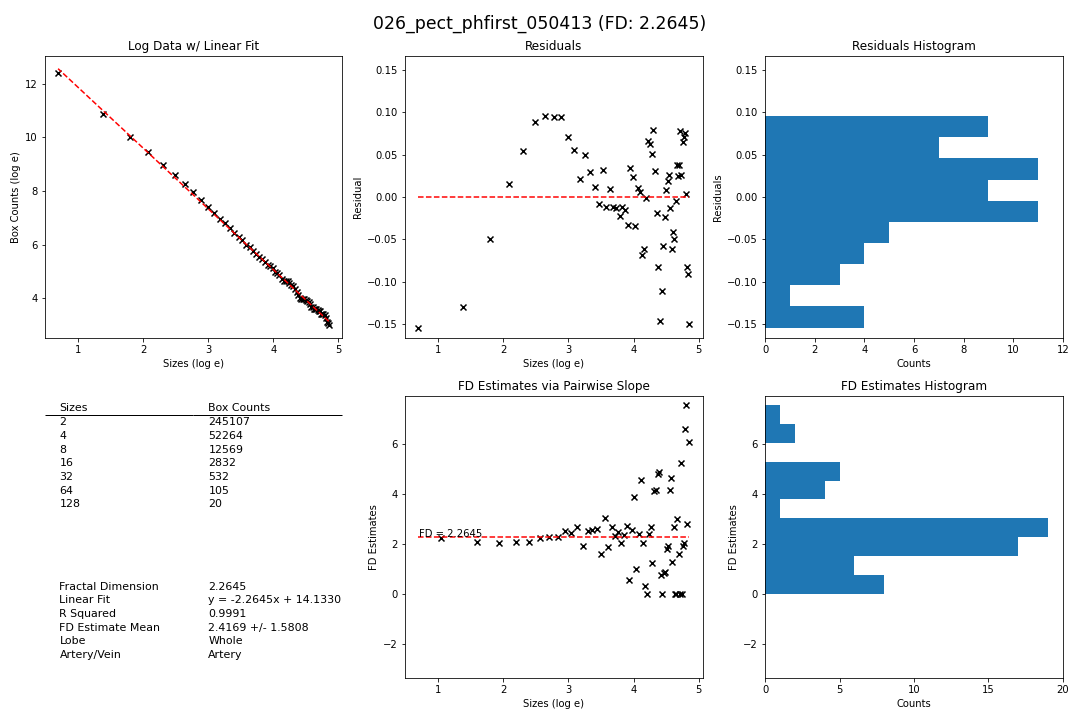 026_pect_phfirst_050413 (FD: 2.2645)
Log Data w/ Linear Fit
Box Counts (log e)
12
10
8
6
4
1 2 3 4 5
Sizes (log e)
Residuals
Residual
0.15
0.10
0.05
0.00
−0.05
−0.10
−0.15
1 2 3 4 5
Sizes (log e)
Residuals Histogram
Residuals
0.15
0.10
0.05
0.00
−0.05
−0.10
−0.15
0 2 4 6 8 10 12
Counts
Sizes Box Counts
2 245107
4 52264
8 12569
16 2832
32 532
64 105
128 20
Fractal Dimension 2.2645
Linear Fit y = -2.2645x + 14.1330
R Squared 0.9991
FD Estimate Mean 2.4169 +/- 1.5808
Lobe Whole
Artery/Vein Artery
FD Estimates via Pairwise Slope
FD Estimates
6
4
2
0
−2
FD = 2.2645
1 2 3 4 5
Sizes (log e)
FD Estimates Histogram
FD Estimates
6
4
2
0
−2
0 5 10 15 20
Counts